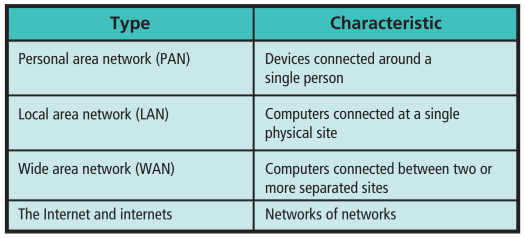 Type
Characteristic
Personal area network (PAN)
Devices connected around a
single person
Local area network (LAN)
Computers connected at a single
physical site
Wide area network (WAN)
Computers connected between two or
more separated sites
The Internet and internets
Networks of networks